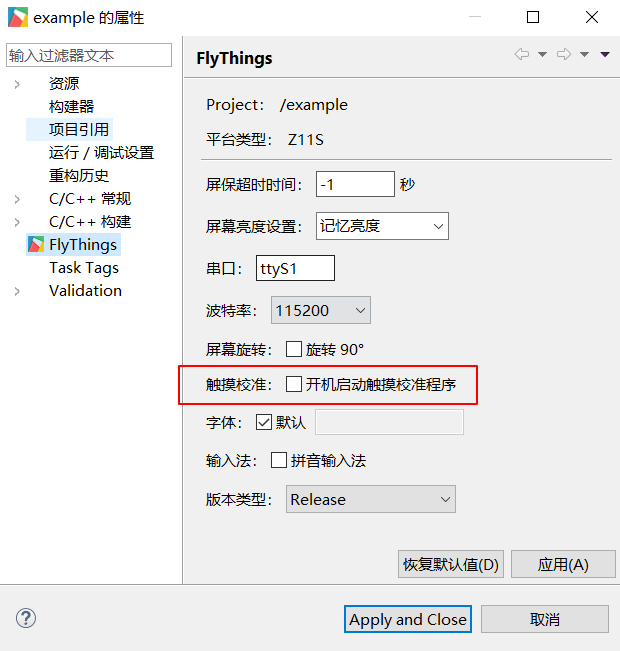 example 的属性
输入过滤器文本
资源
构建器
项目引用
运行 / 调试设置
重构历史
C/C++ 常规
C/C++ 构建
FlyThings
Task Tags
Validation
FlyThings
Project: /example
平台类型: Z11S
屏保超时时间: -1 秒
屏幕亮度设置: 记忆亮度
串口: ttyS1
波特率: 115200
屏幕旋转: 旋转 90°
触摸校准: 开机启动触摸校准程序
字体: 默认
输入法: 拼音输入法
版本类型: Release
恢复默认值(D) 应用(A)
? Apply and Close 取消